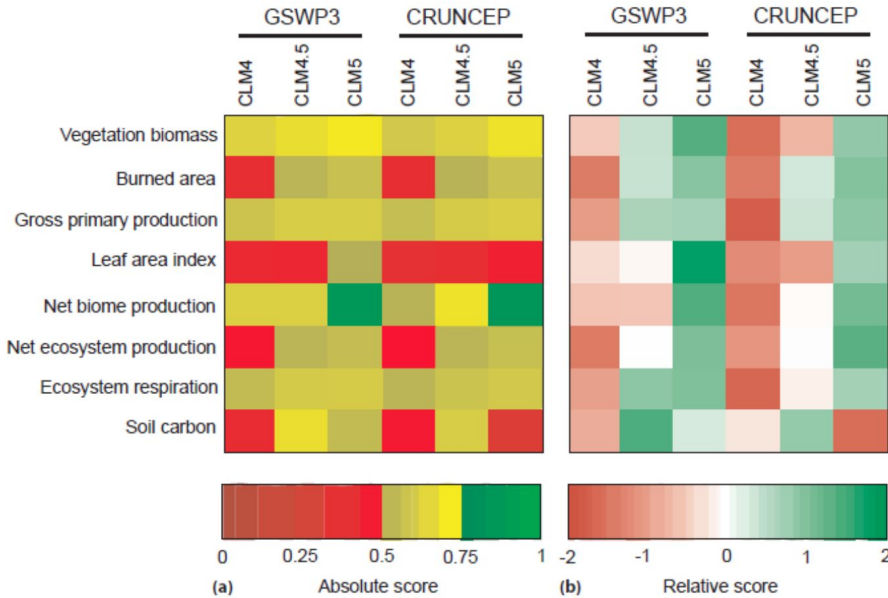 GSWP3 CRUNCEP GSWP3 CRUNCEP
CLM4 CLM4.5 CLM5 CLM4 CLM4.5 CLM5 CLM4 CLM4.5 CLM5 CLM4 CLM4.5 CLM5
Vegetation biomass
Burned area
Gross primary production
Leaf area index
Net biome production
Net ecosystem production
Ecosystem respiration
Soil carbon
0 0.25 0.5 0.75 1 -2 -1 0 1 2
(a) Absolute score (b) Relative score